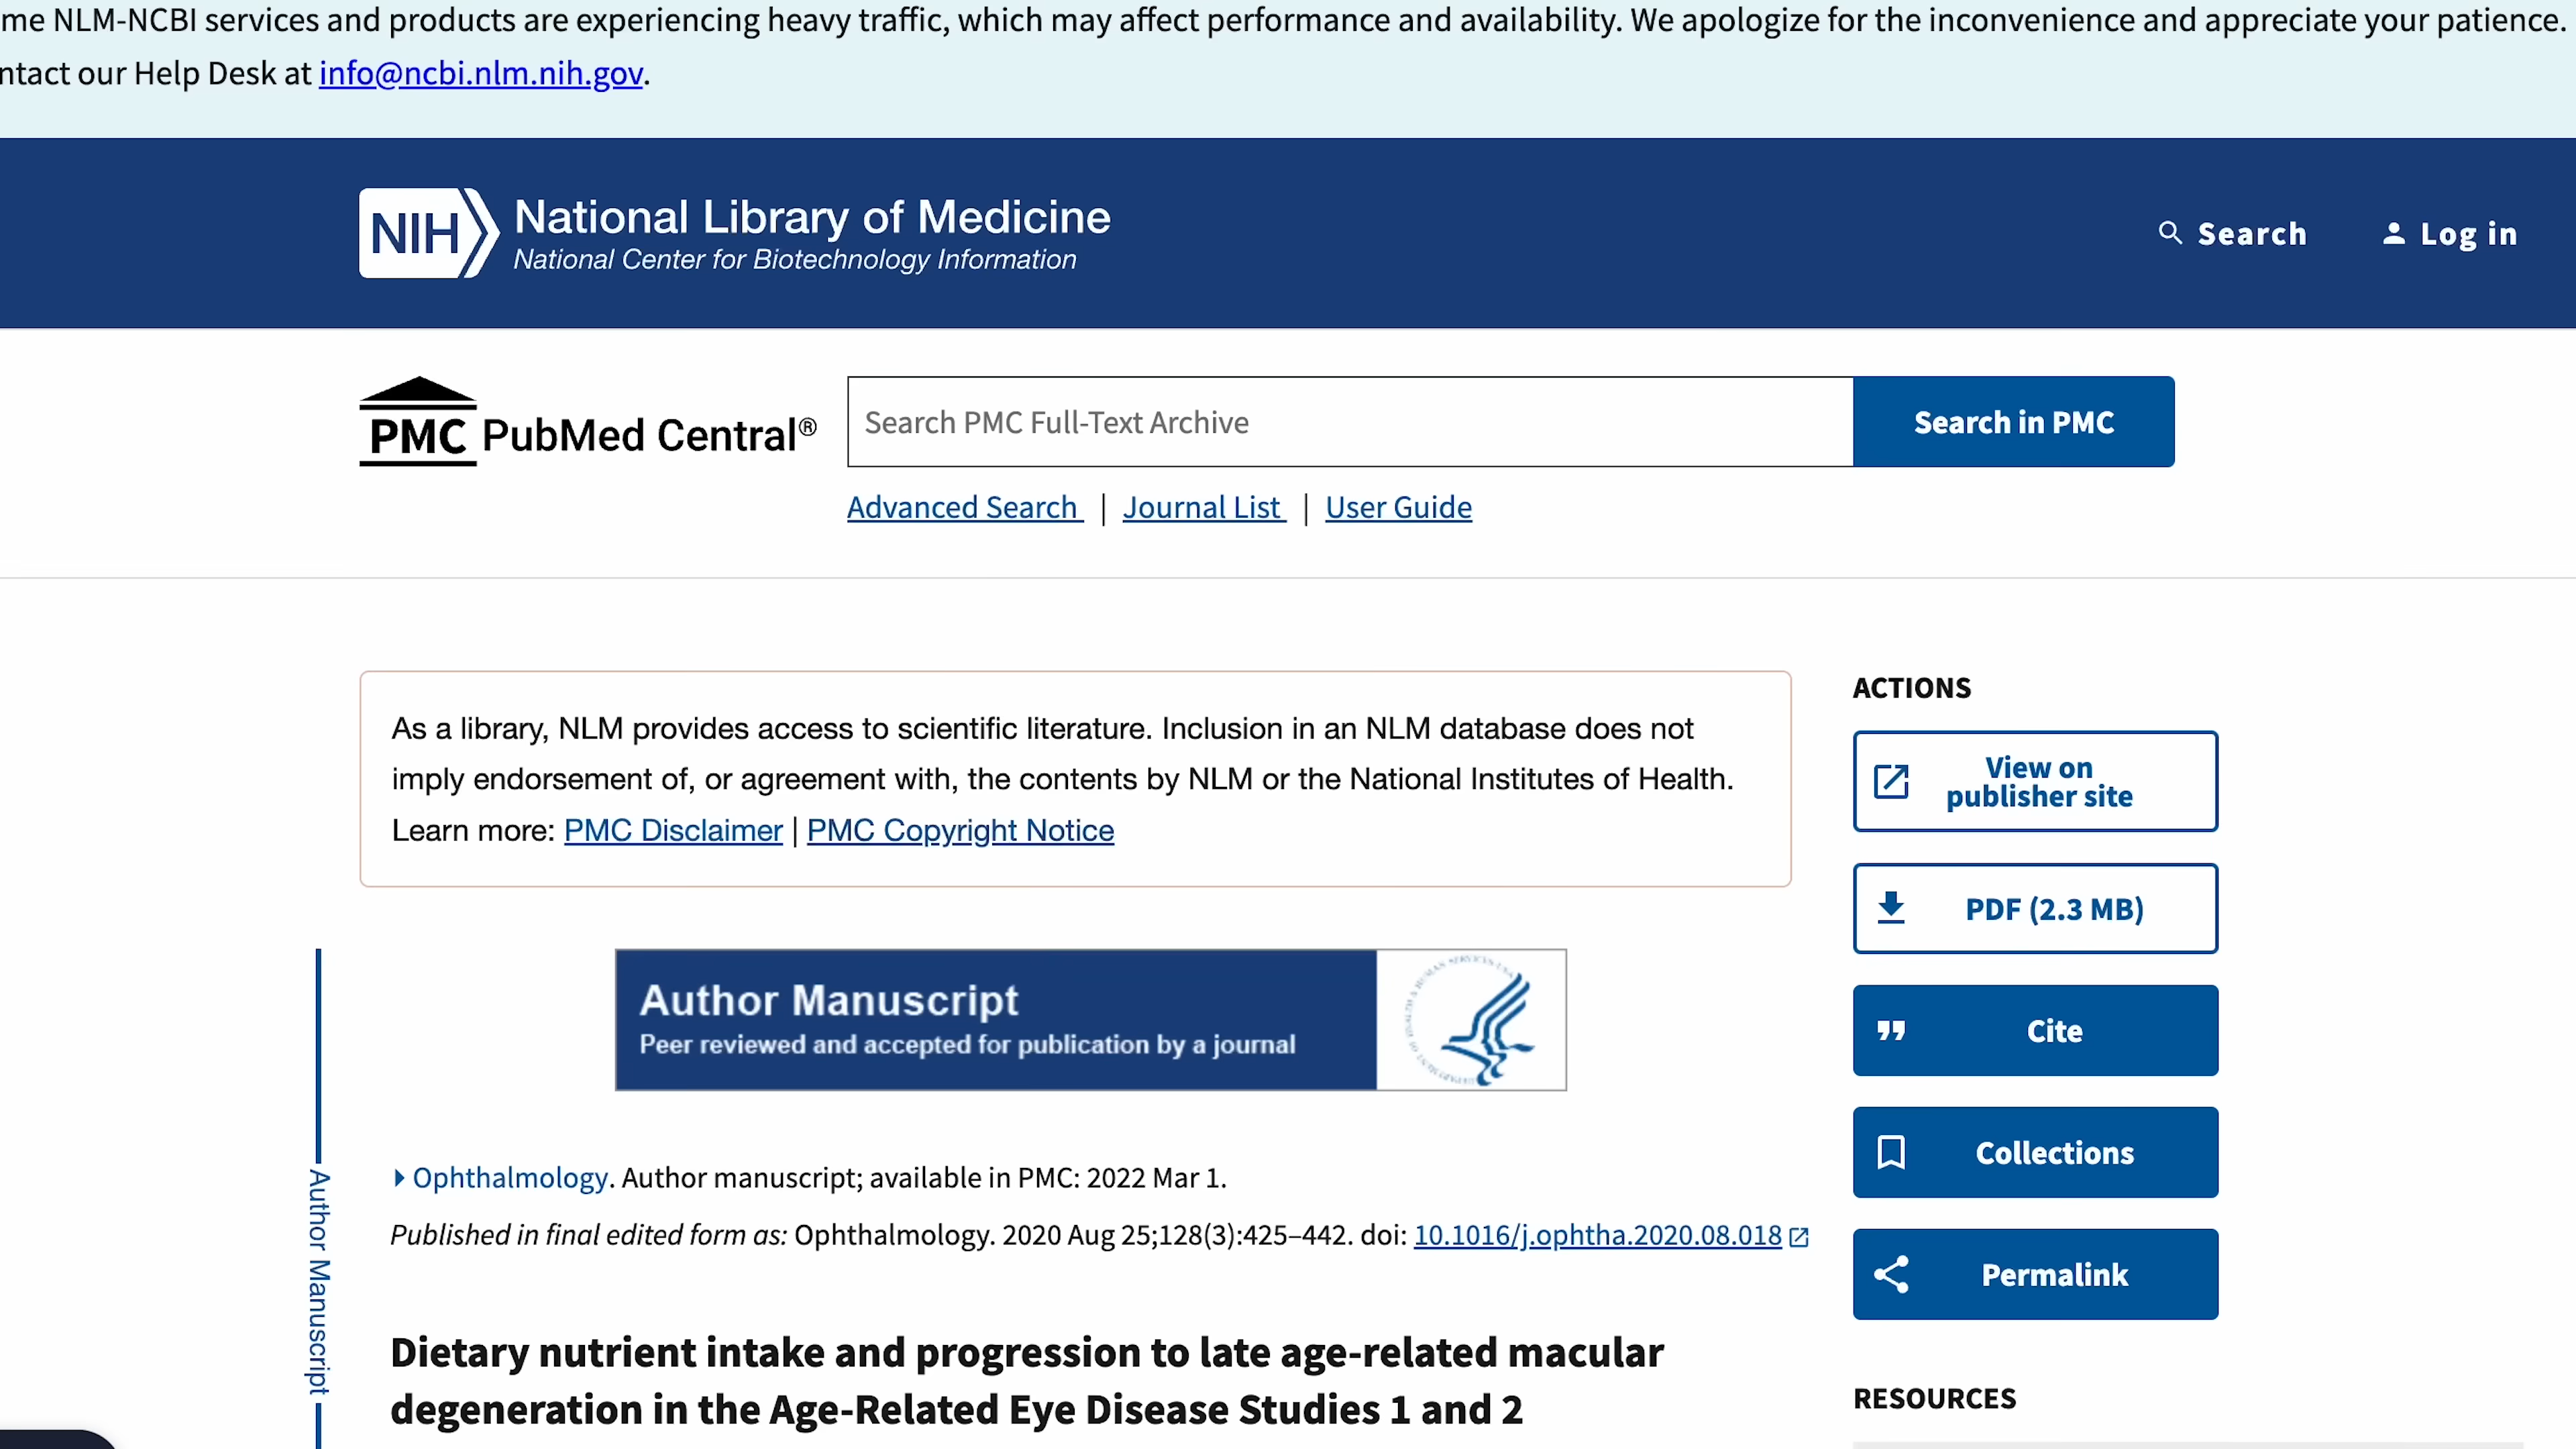 me NLM-NCBI services and products are experiencing heavy traffic, which may affect performance and availability. We apologize for the inconvenience and appreciate your patience.
ntact our Help Desk at info@ncbi.nlm.nih.gov.
NIH
National Library of Medicine
National Center for Biotechnology Information
Search
Log in
PMC PubMed Central®
Search PMC Full-Text Archive
Search in PMC
Advanced Search | Journal List | User Guide
As a library, NLM provides access to scientific literature. Inclusion in an NLM database does not
imply endorsement of, or agreement with, the contents by NLM or the National Institutes of Health.
Learn more: PMC Disclaimer | PMC Copyright Notice
Author Manuscript
Peer reviewed and accepted for publication by a journal
Author Manuscript
Ophthalmology. Author manuscript; available in PMC: 2022 Mar 1.
Published in final edited form as: Ophthalmology. 2020 Aug 25;128(3):425–442. doi: 10.1016/j.ophtha.2020.08.018
Dietary nutrient intake and progression to late age-related macular
degeneration in the Age-Related Eye Disease Studies 1 and 2
ACTIONS
View on
publisher site
PDF (2.3 MB)
Cite
Collections
Permalink
RESOURCES